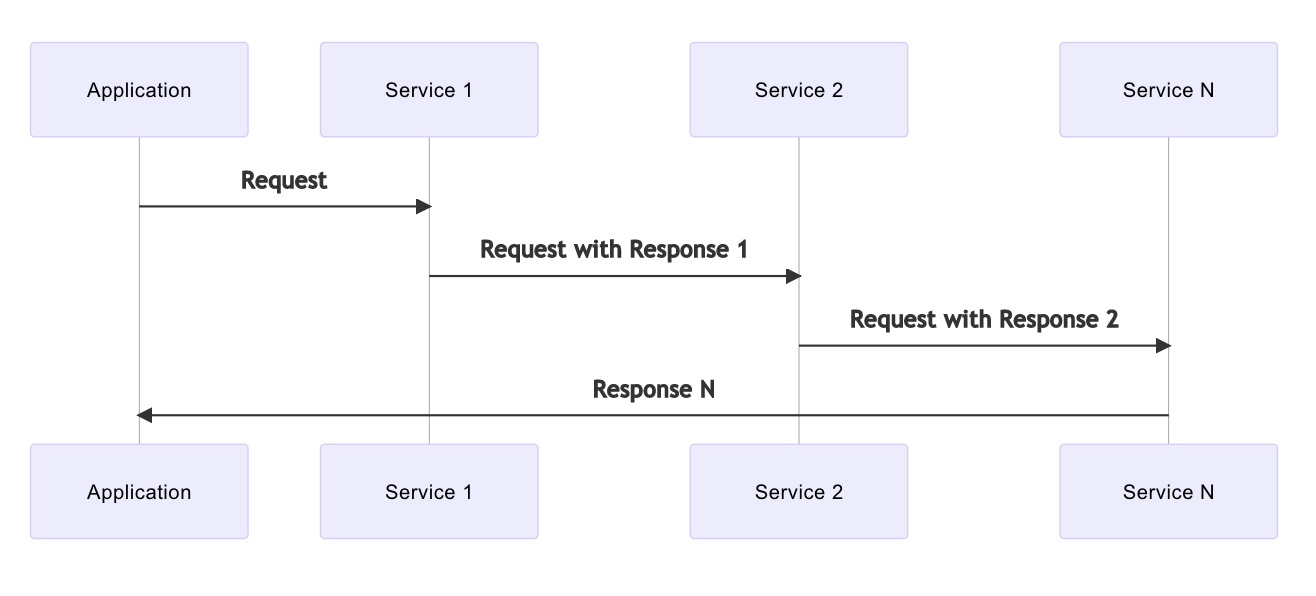 Application
Service 1
Service 2
Service N
Request
Request with Response 1
Request with Response 2
Response N
Application
Service 1
Service 2
Service N